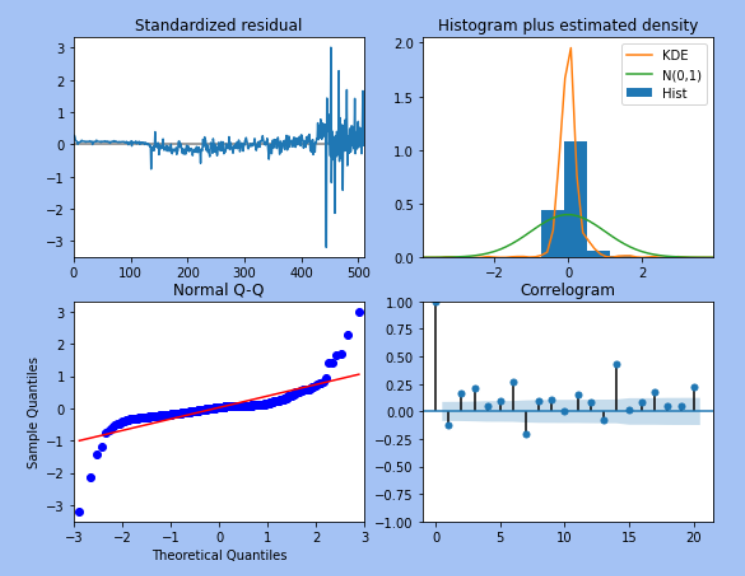 Standardized residual
3
2
1
0
−1
−2
−3
0 100 200 300 400 500
Histogram plus estimated density
2.0
1.5
1.0
0.5
0.0
−2 0 2
KDE
N(0,1)
Hist
Normal Q-Q
Sample Quantiles
3
2
1
0
−1
−2
−3
−3 −2 −1 0 1 2 3
Theoretical Quantiles
Correlogram
1.00
0.75
0.50
0.25
0.00
−0.25
−0.50
−0.75
−1.00
0 5 10 15 20